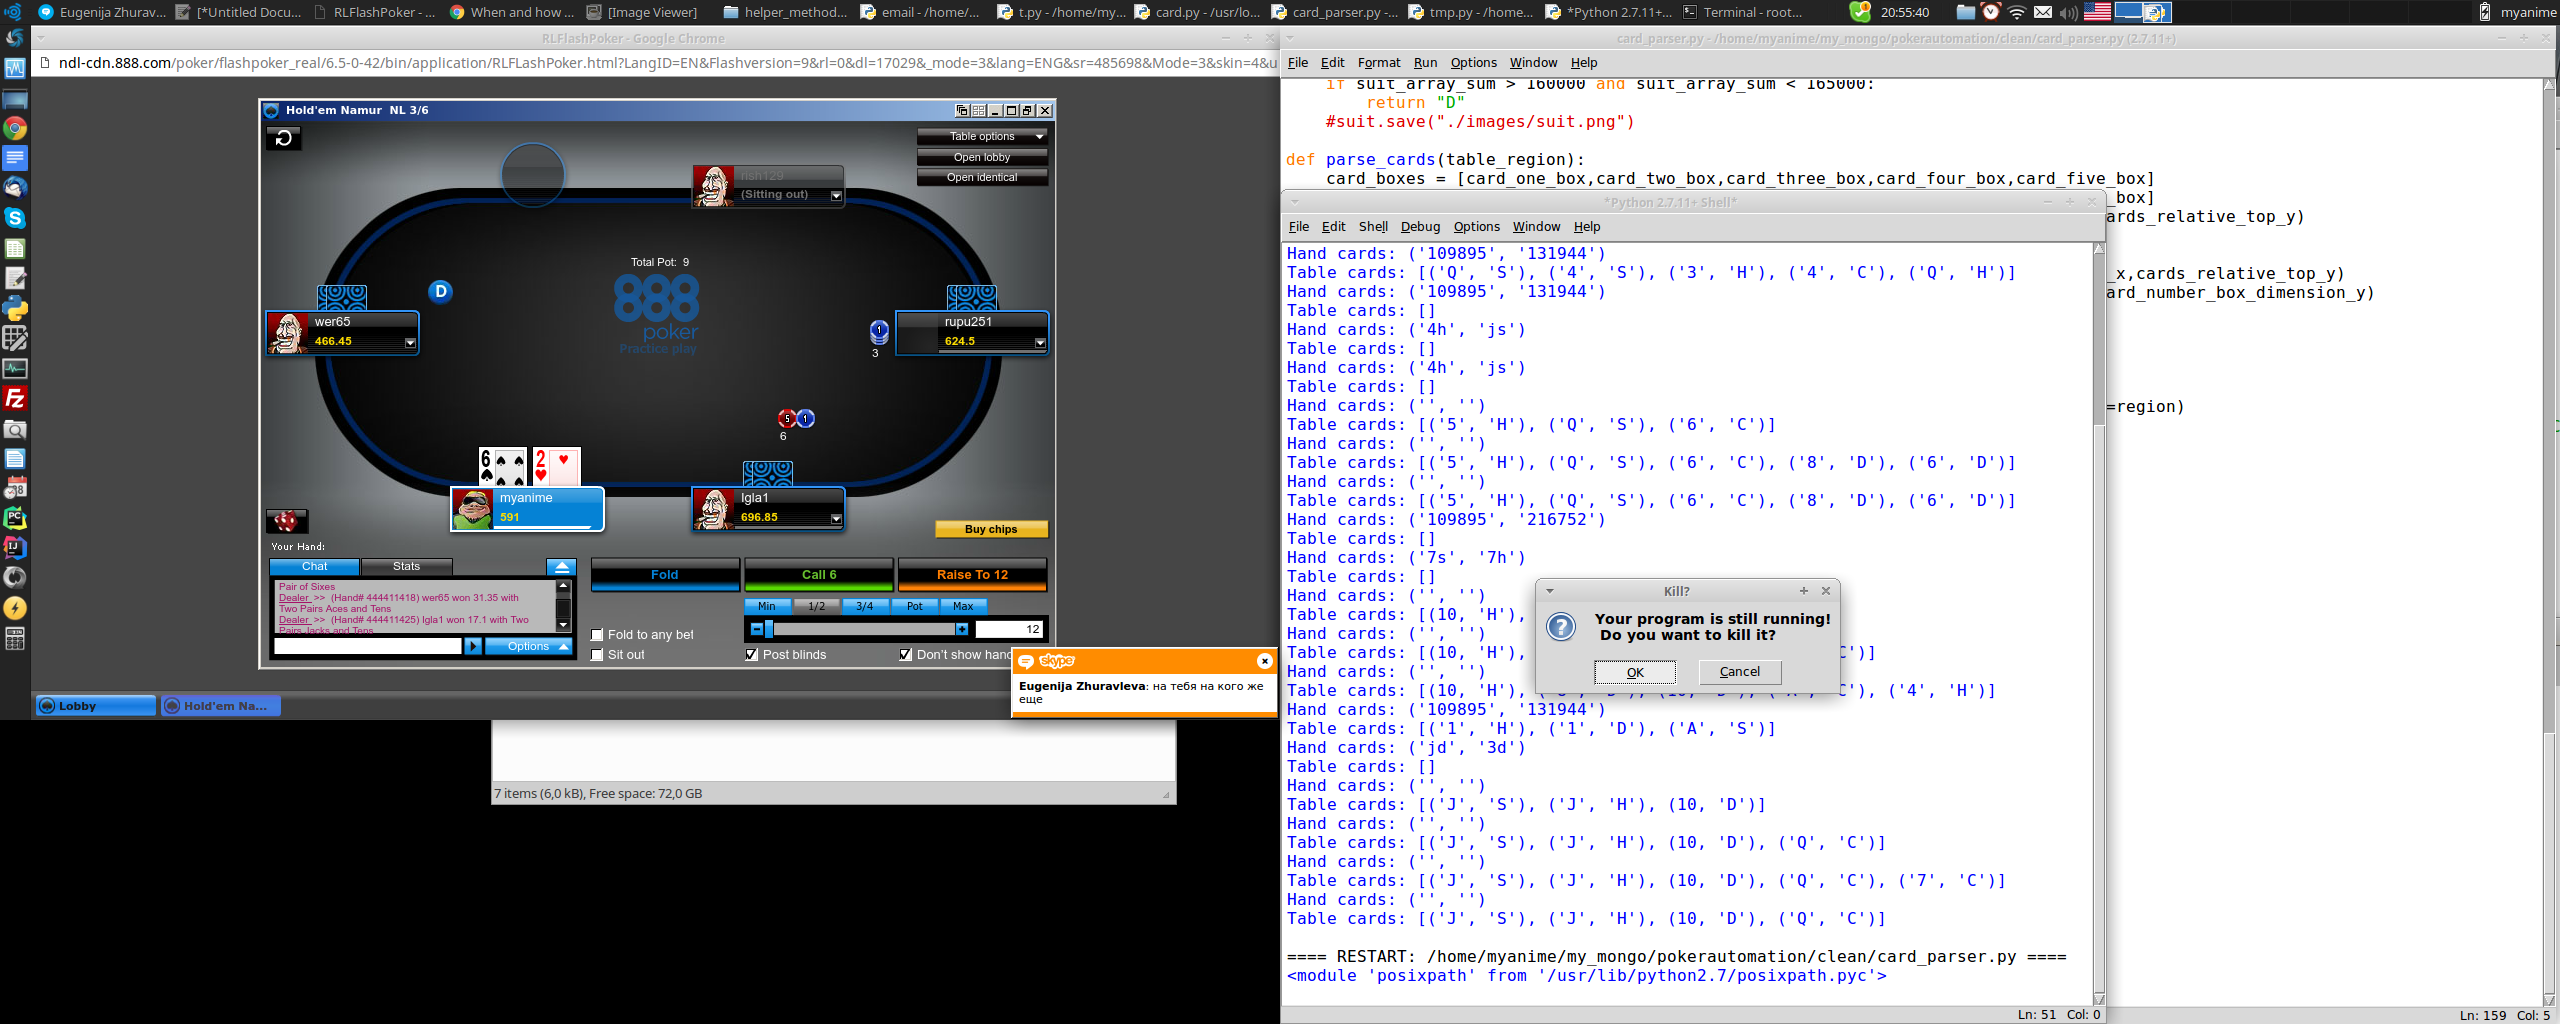 Eugenija Zhurav...
[*Untitled Docu...
RLFlashPoker - ...
When and how ...
[Image Viewer]
helper_method...
email - /home/...
t.py - /home/my...
card.py - /usr/lo...
card_parser.py -...
tmp.py - /home...
*Python 2.7.11+...
Terminal - root...
20:55:40
myanime
RLFlashPoker - Google Chrome
ndl-cdn.888.com/poker/flashpoker_real/6.5-0-42/bin/application/RLFLashPoker.html?LangID=EN&Flashversion=9&rl=0&dl=17029&_mode=3&lang=ENG&sr=485698&Mode=3&skin=4&u
Hold'em Namur NL 3/6
Table options
Open lobby
Open identical
rish129
(Sitting out)
Total Pot: 9
888
poker
Practice play
D
wer65
466.45
rupu251
624.5
1
3
5 1
6
6 2
myanime
591
Igla1
696.85
Buy chips
Your Hand:
Chat Stats
Pair of Sixes
Dealer >> (Hand# 444411418) wer65 won 31.35 with
Two Pairs Aces and Tens
Dealer >> (Hand# 444411425) Igla1 won 17.1 with Two
Pairs Jacks and Tens
Options
Fold Call 6 Raise To 12
Min 1/2 3/4 Pot Max
12
Fold to any bet
Sit out
Post blinds
Don't show hand
skype
Eugenija Zhuravleva: на тебя на кого же
еще
Lobby
Hold'em Na...
7 items (6,0 kB), Free space: 72,0 GB
card_parser.py - /home/myanime/my_mongo/pokerautomation/clean/card_parser.py (2.7.11+)
File Edit Format Run Options Window Help
if suit_array_sum > 160000 and suit_array_sum < 165000:
return "D"
#suit.save("./images/suit.png")
def parse_cards(table_region):
card_boxes = [card_one_box,card_two_box,card_three_box,card_four_box,card_five_box]
_box]
ards_relative_top_y)
_x,cards_relative_top_y)
ard_number_box_dimension_y)
=region)
*Python 2.7.11+ Shell*
File Edit Shell Debug Options Window Help
Hand cards: ('109895', '131944')
Table cards: [('Q', 'S'), ('4', 'S'), ('3', 'H'), ('4', 'C'), ('Q', 'H')]
Hand cards: ('109895', '131944')
Table cards: []
Hand cards: ('4h', 'js')
Table cards: []
Hand cards: ('4h', 'js')
Table cards: []
Hand cards: ('', '')
Table cards: [('5', 'H'), ('Q', 'S'), ('6', 'C')]
Hand cards: ('', '')
Table cards: [('5', 'H'), ('Q', 'S'), ('6', 'C'), ('8', 'D'), ('6', 'D')]
Hand cards: ('', '')
Table cards: [('5', 'H'), ('Q', 'S'), ('6', 'C'), ('8', 'D'), ('6', 'D')]
Hand cards: ('109895', '216752')
Table cards: []
Hand cards: ('7s', '7h')
Table cards: []
Hand cards: ('', '')
Table cards: [(10, 'H'),
Hand cards: ('', '')
Table cards: [(10, 'H'), C')]
Hand cards: ('', '')
Table cards: [(10, 'H'), C'), ('4', 'H')]
Hand cards: ('109895', '131944')
Table cards: [('1', 'H'), ('1', 'D'), ('A', 'S')]
Hand cards: ('jd', '3d')
Table cards: []
Hand cards: ('', '')
Table cards: [('J', 'S'), ('J', 'H'), (10, 'D')]
Hand cards: ('', '')
Table cards: [('J', 'S'), ('J', 'H'), (10, 'D'), ('Q', 'C')]
Hand cards: ('', '')
Table cards: [('J', 'S'), ('J', 'H'), (10, 'D'), ('Q', 'C'), ('7', 'C')]
Hand cards: ('', '')
Table cards: [('J', 'S'), ('J', 'H'), (10, 'D'), ('Q', 'C')]
==== RESTART: /home/myanime/my_mongo/pokerautomation/clean/card_parser.py ====
<module 'posixpath' from '/usr/lib/python2.7/posixpath.pyc'>
Ln: 51 Col: 0
Kill?
Your program is still running!
Do you want to kill it?
OK Cancel
Ln: 159 Col: 5